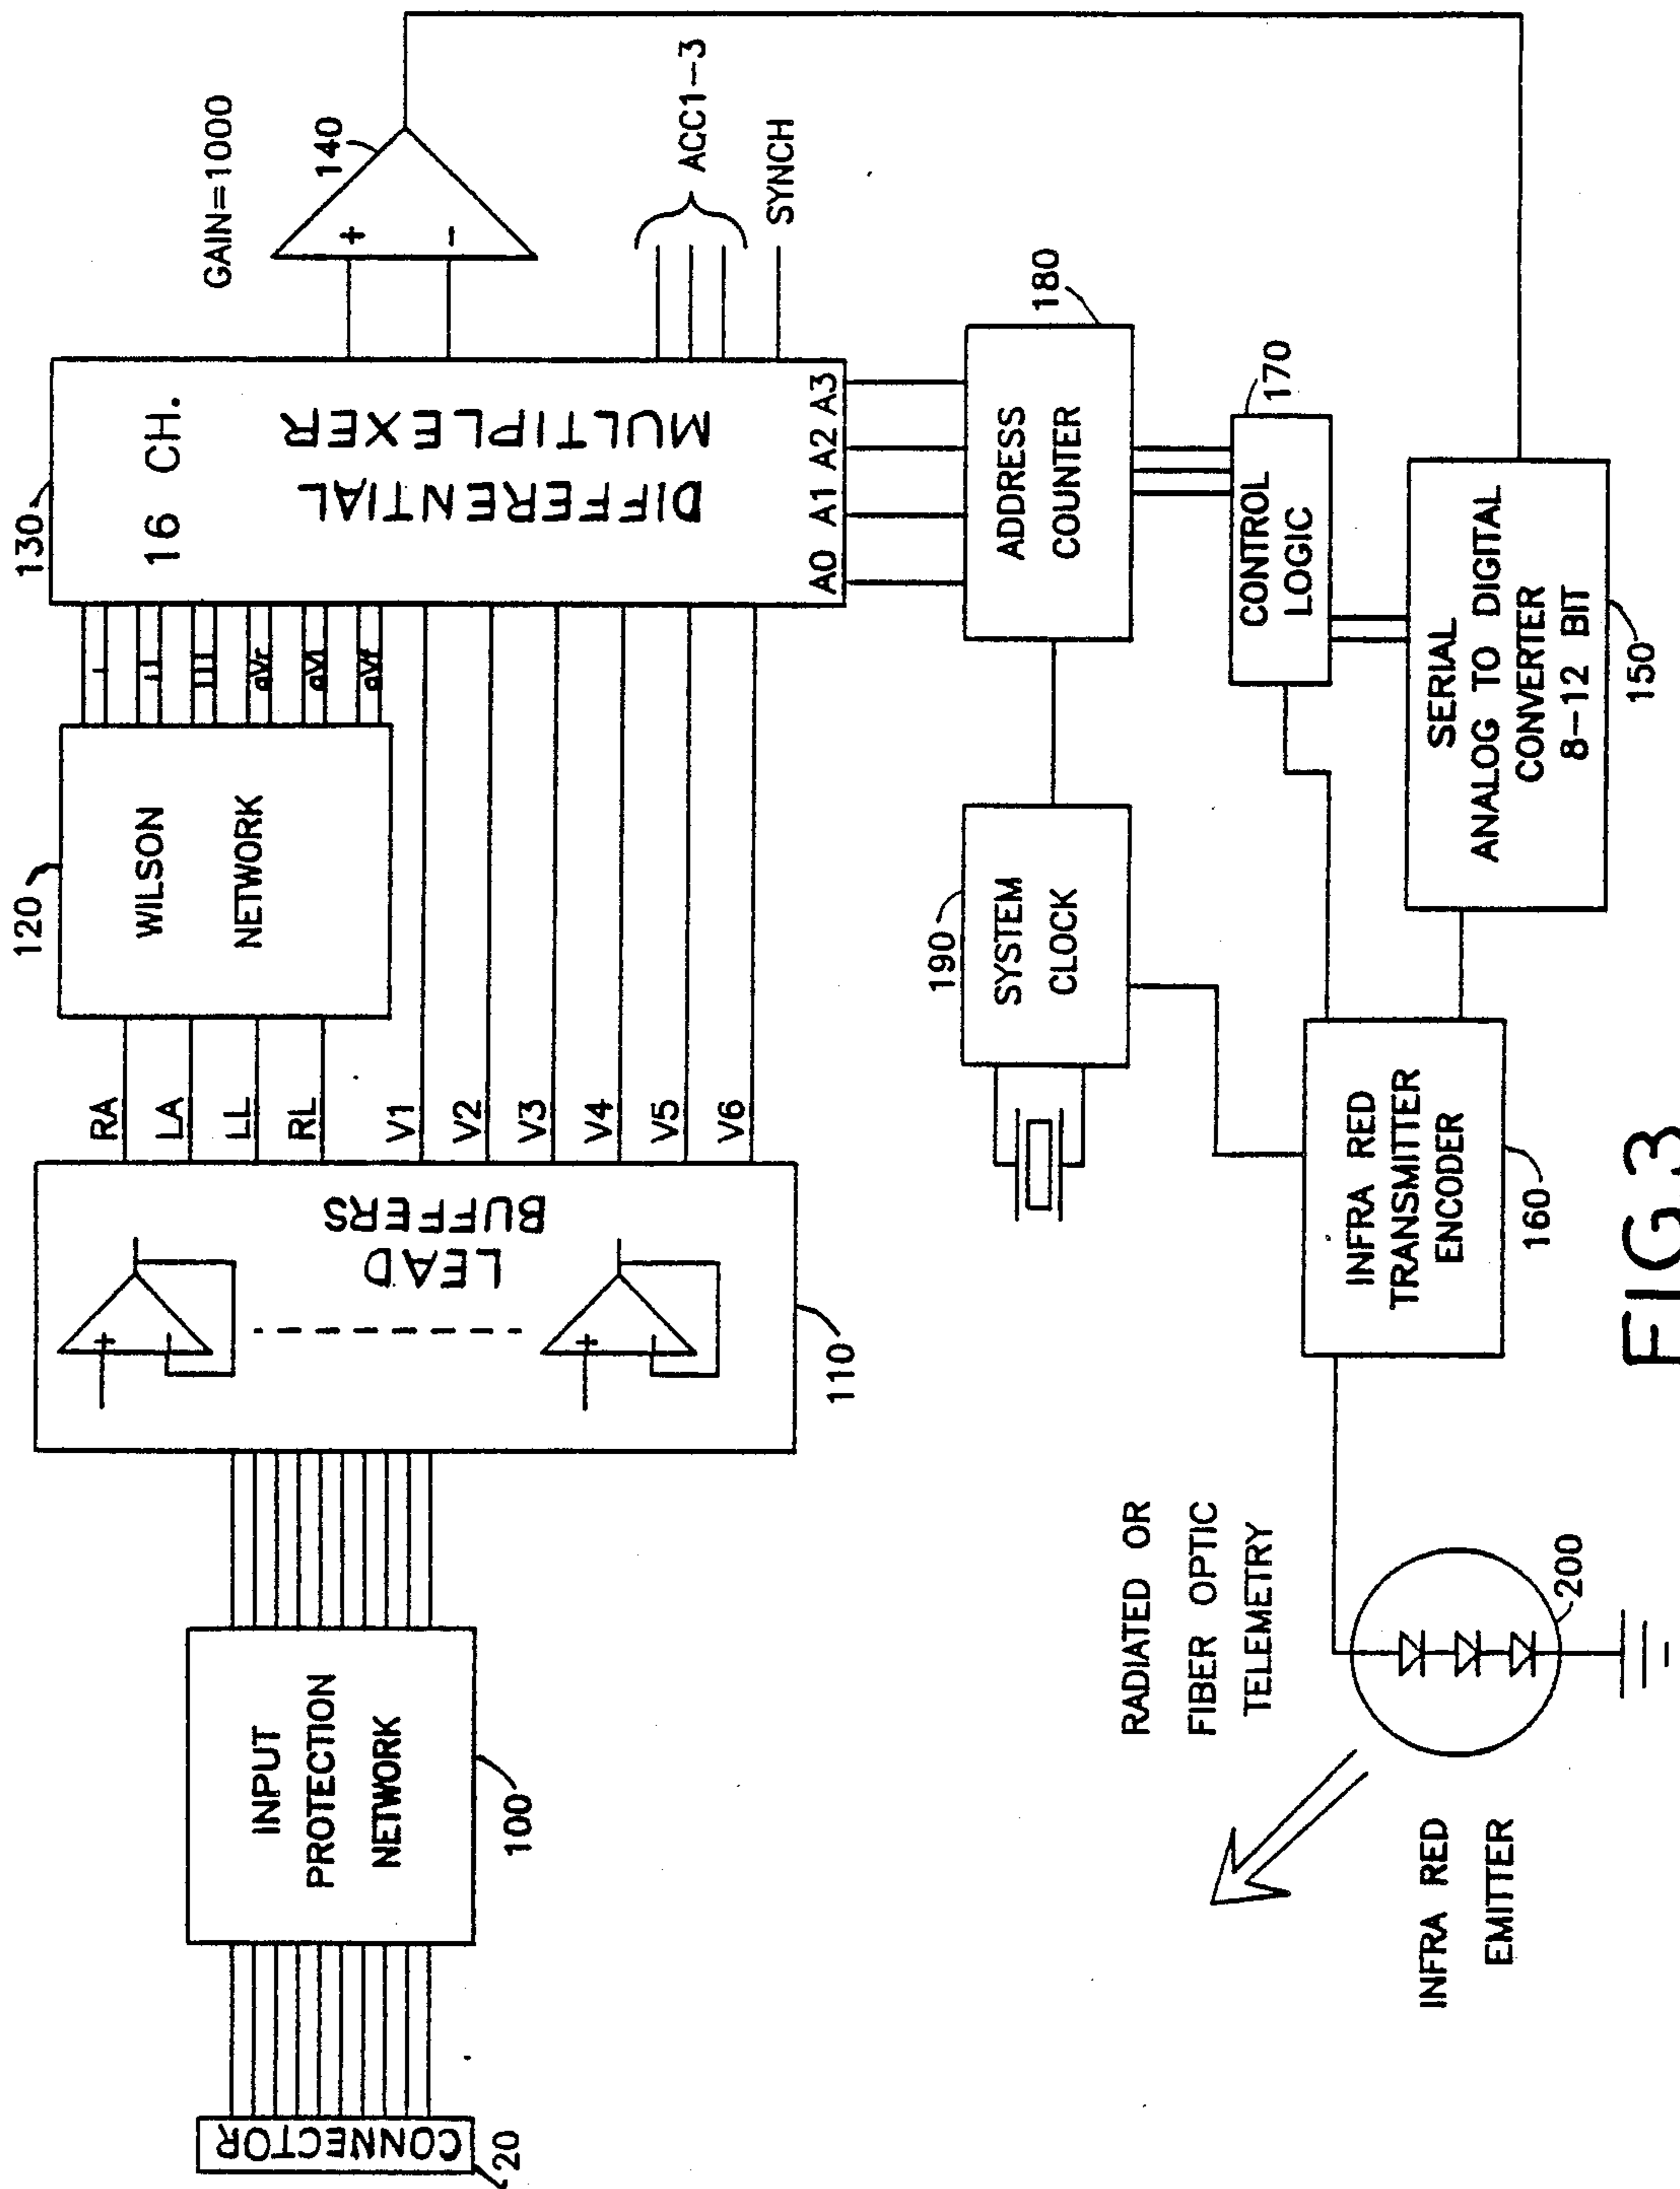 CONNECTOR
20
INPUT
PROTECTION
NETWORK
100
LEAD
BUFFERS
+
-
+
-
110
RA
LA
LL
RL
V1
V2
V3
V4
V5
V6
120
WILSON
NETWORK
I
II
III
aVr
aVl
aVf
130
16 CH.
DIFFERENTIAL
MULTIPLEXER
A0 A1 A2 A3
GAIN=1000
140
+
-
ACC1-3
SYNCH
180
ADDRESS
COUNTER
190
SYSTEM
CLOCK
170
CONTROL
LOGIC
SERIAL
ANALOG TO DIGITAL
CONVERTER
8-12 BIT
150
INFRA RED
TRANSMITTER
ENCODER
160
RADIATED OR
FIBER OPTIC
TELEMETRY
200
INFRA RED
EMITTER
FIG 3